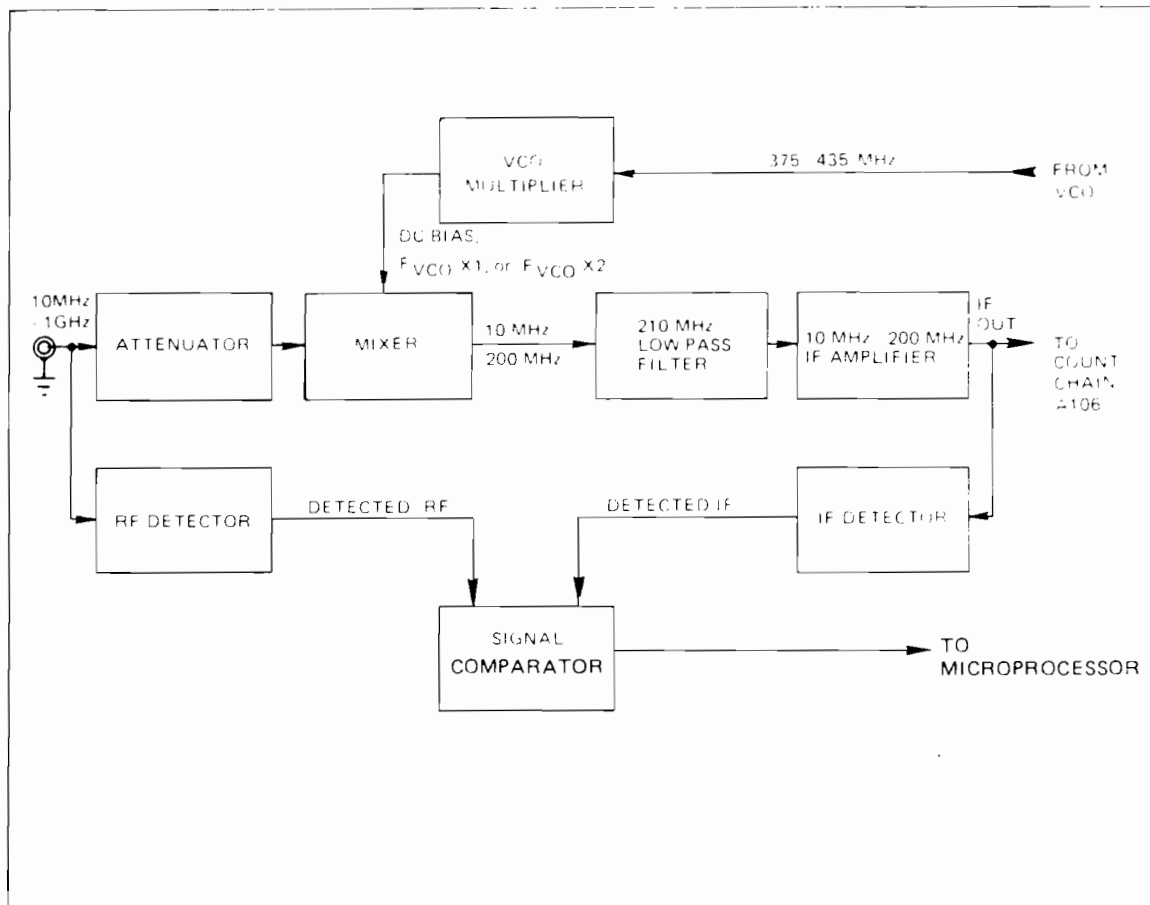 VCO
MULTIPLIER
375 435 MHz
FROM
VCO
DC BIAS,
FVCO X1, or FVCO X2
10MHz
- 1GHz
ATTENUATOR
MIXER
10 MHz
200 MHz
210 MHz
LOW PASS
FILTER
10 MHz 200 MHz
IF AMPLIFIER
IF
OUT
TO
COUNT
CHAIN
A106
RF DETECTOR
DETECTED RF
DETECTED IF
IF DETECTOR
SIGNAL
COMPARATOR
TO
MICROPROCESSOR